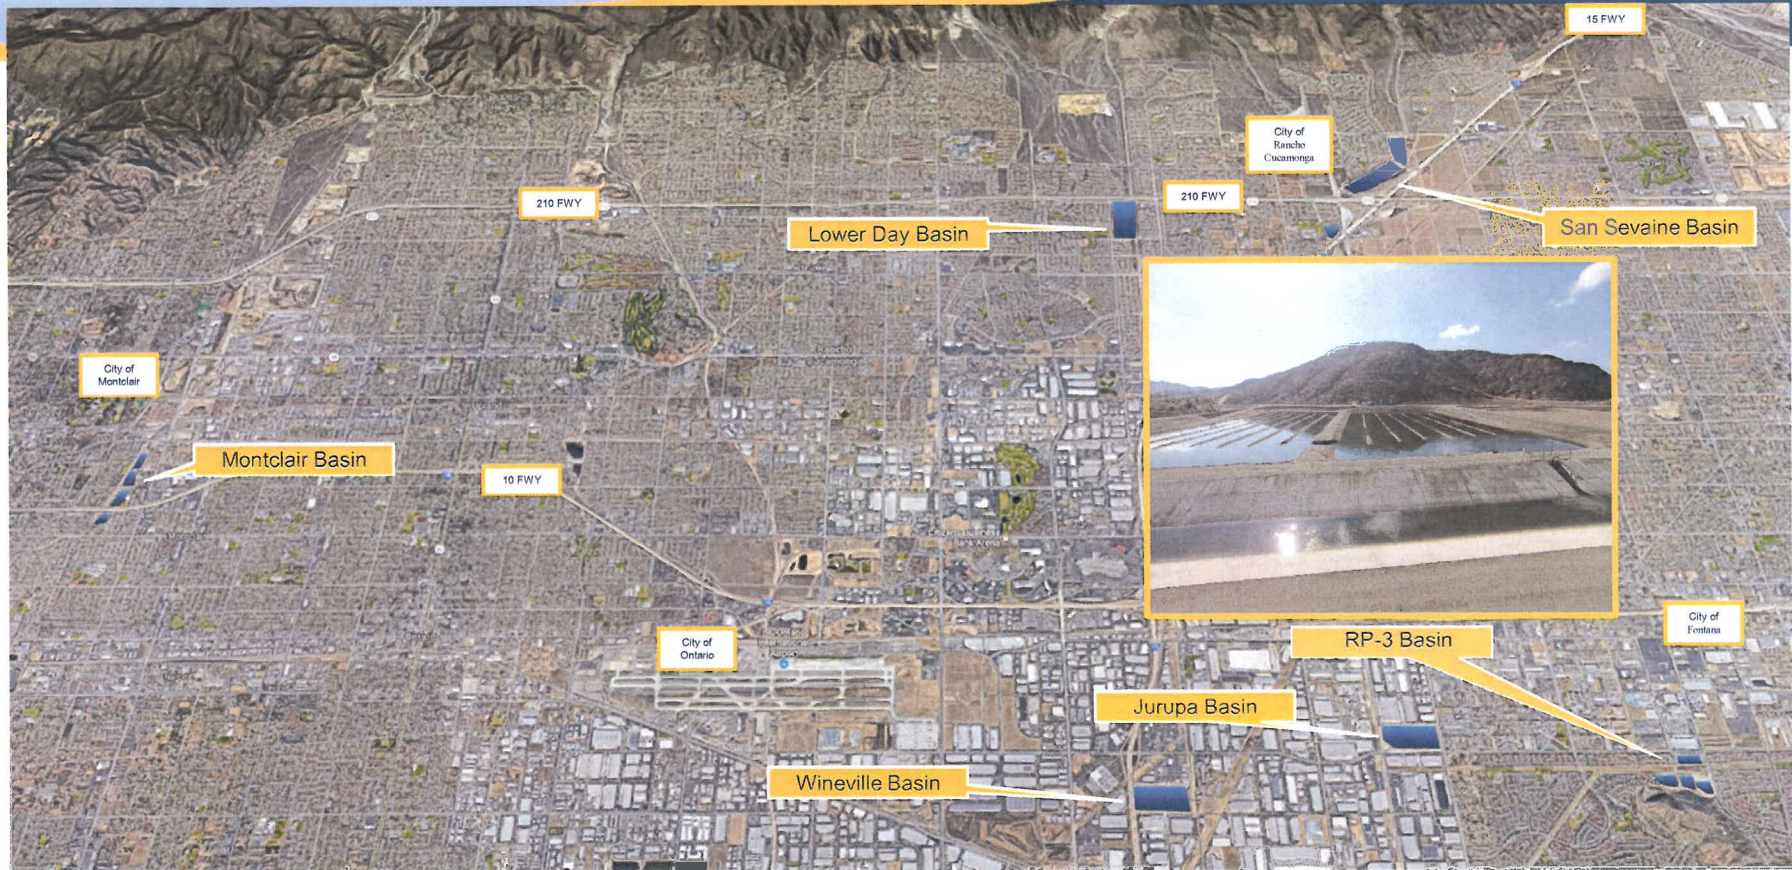 15 FWY
City of
Rancho
Cucamonga
210 FWY
210 FWY
Lower Day Basin
San Sevaine Basin
City of
Montclair
Montclair Basin
10 FWY
City of
Ontario
City of
Fontana
RP-3 Basin
Jurupa Basin
Wineville Basin